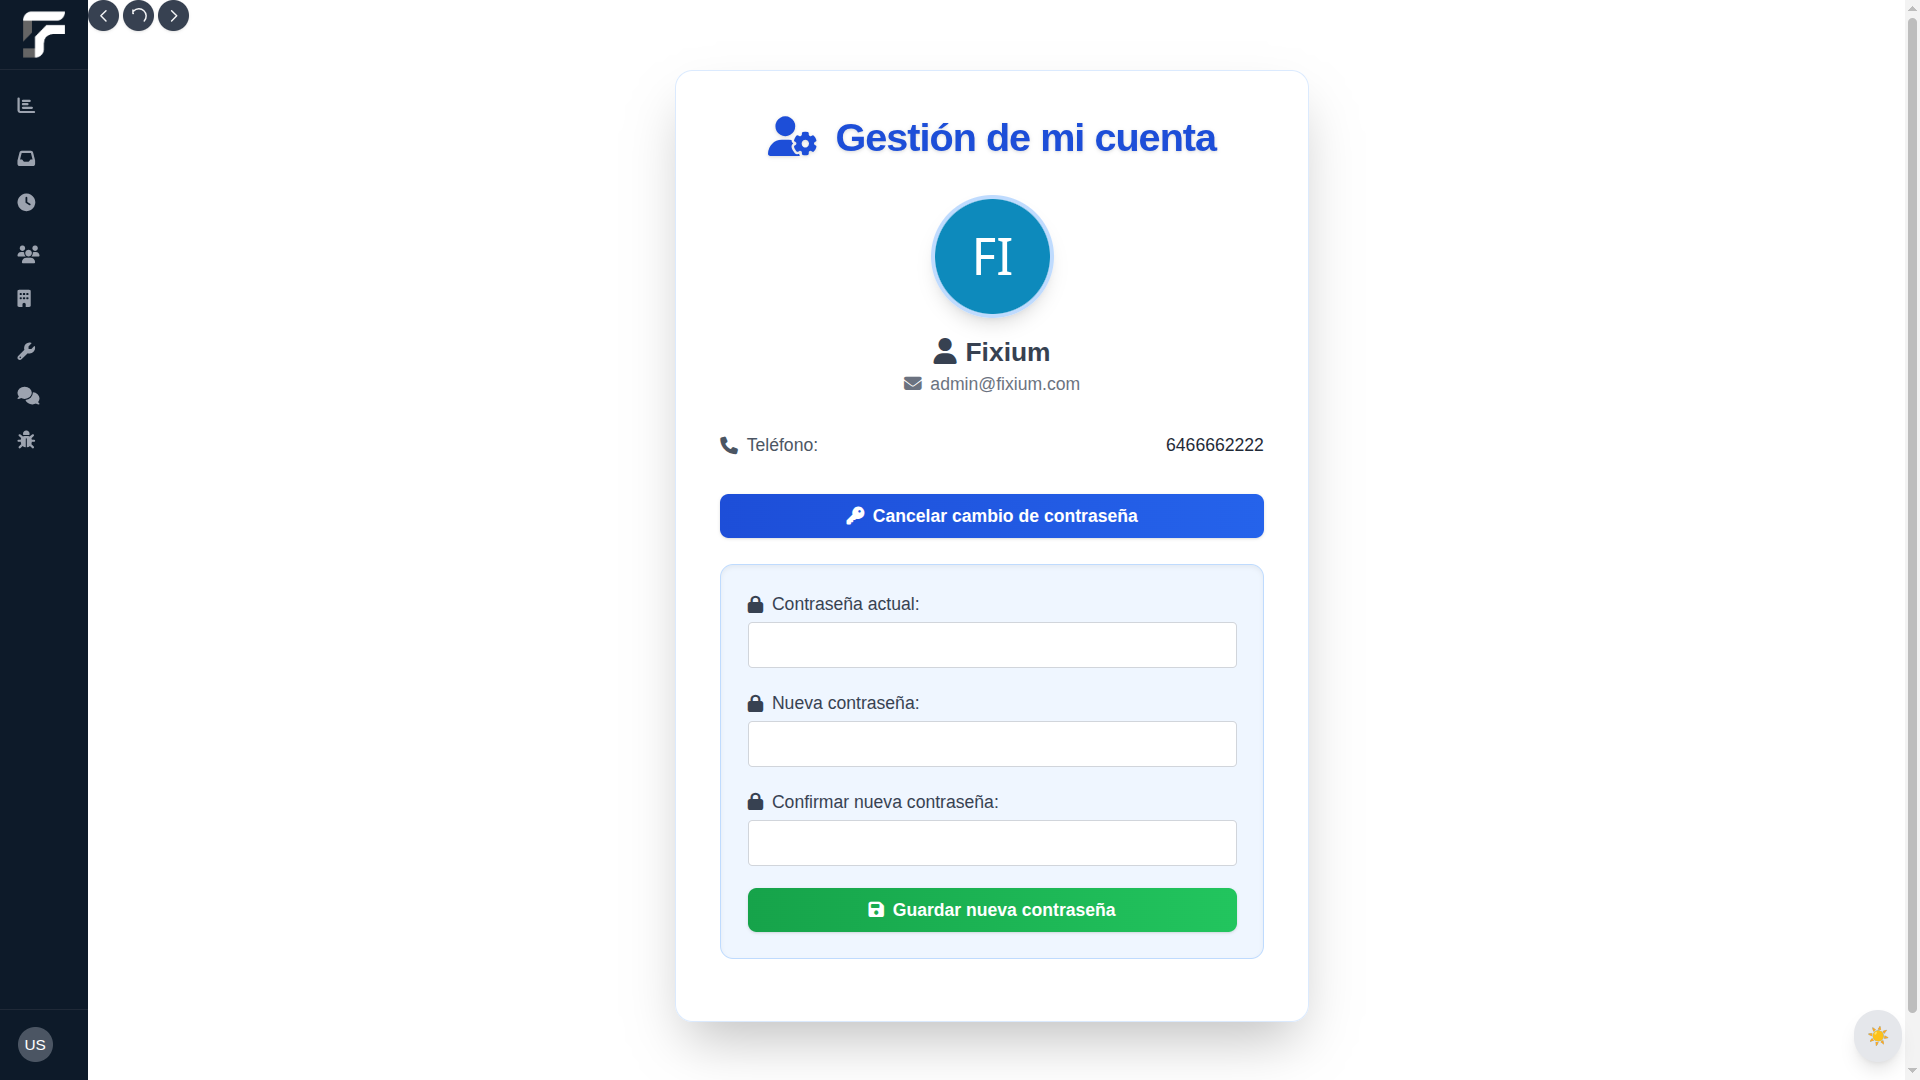 Gestión de mi cuenta
FI
Fixium
admin@fixium.com
Teléfono: 6466662222
Cancelar cambio de contraseña
Contraseña actual:
Nueva contraseña:
Confirmar nueva contraseña:
Guardar nueva contraseña
US